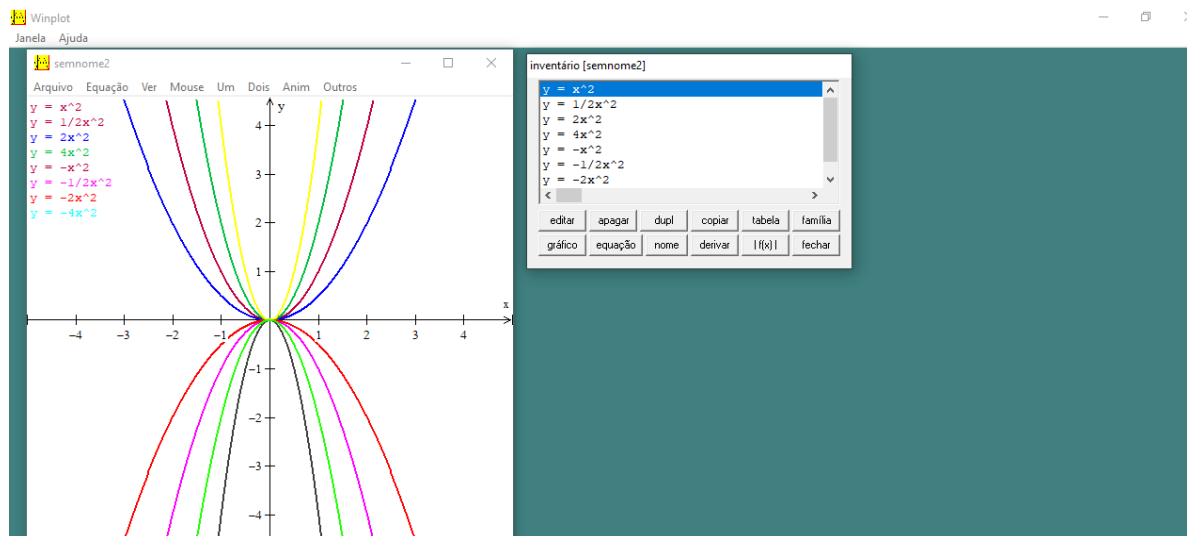 Winplot
Janela Ajuda
semnome2
Arquivo Equação Ver Mouse Um Dois Anim Outros
y = x^2
y = 1/2x^2
y = 2x^2
y = 4x^2
y = -x^2
y = -1/2x^2
y = -2x^2
y = -4x^2
y
4
3
2
1
x
-4 -3 -2 -1 1 2 3 4
-1
-2
-3
-4
inventário [semnome2]
y = x^2
y = 1/2x^2
y = 2x^2
y = 4x^2
y = -x^2
y = -1/2x^2
y = -2x^2
editar apagar dupl copiar tabela família
gráfico equação nome derivar |f(x)| fechar